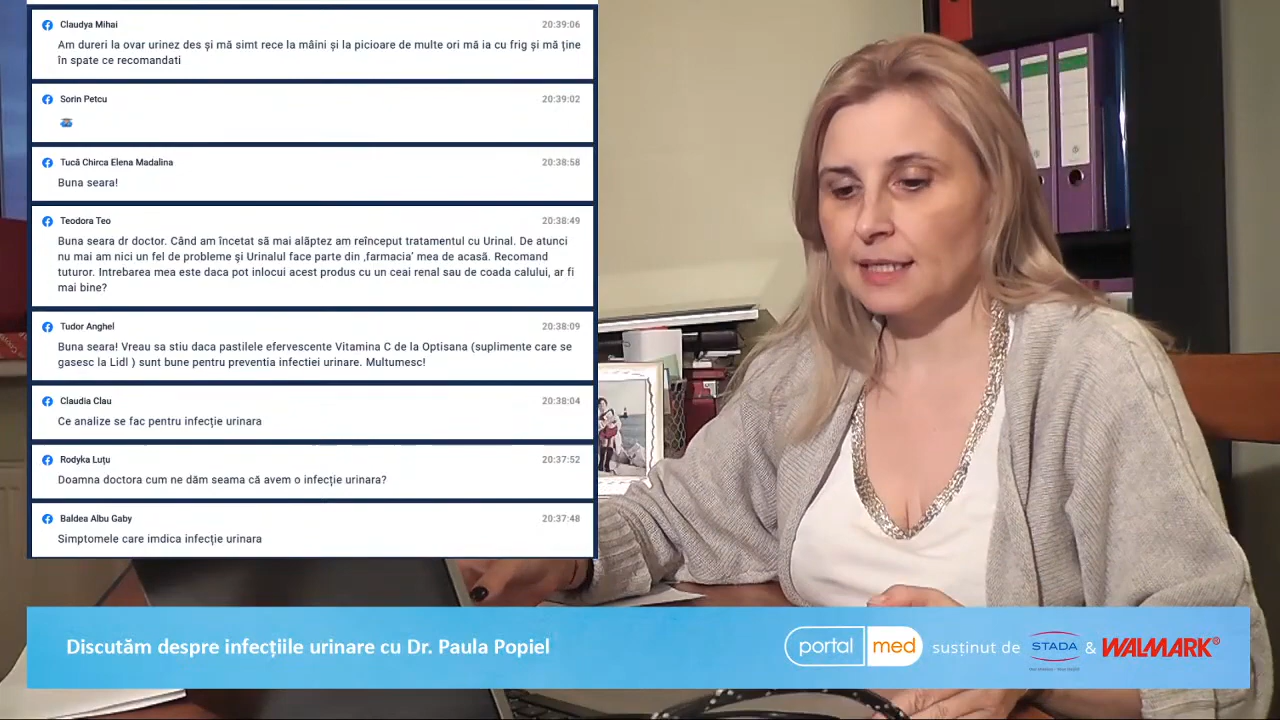 Claudya Mihai 20:39:06
Am dureri la ovar urinez des și mă simt rece la mâini și la picioare de multe ori mă ia cu frig și mă ține
în spate ce recomandati
Sorin Petcu 20:39:02
Tucă Chirca Elena Madalina 20:38:58
Buna seara!
Teodora Teo 20:38:49
Buna seara dr doctor. Când am încetat să mai alăptez am reînceput tratamentul cu Urinal. De atunci
nu mai am nici un fel de probleme și Urinalul face parte din ‚farmacia’ mea de acasă. Recomand
tuturor. Intrebarea mea este daca pot inlocui acest produs cu un ceai renal sau de coada calului, ar fi
mai bine?
Tudor Anghel 20:38:09
Buna seara! Vreau sa stiu daca pastilele efervescente Vitamina C de la Optisana (suplimente care se
gasesc la Lidl ) sunt bune pentru preventia infectiei urinare. Multumesc!
Claudia Clau 20:38:04
Ce analize se fac pentru infecție urinara
Rodyka Luțu 20:37:52
Doamna doctora cum ne dăm seama că avem o infecție urinara?
Baldea Albu Gaby 20:37:48
Simptomele care imdica infecție urinara
Discutăm despre infecțiile urinare cu Dr. Paula Popiel
portal med susținut de STADA & WALMARK®